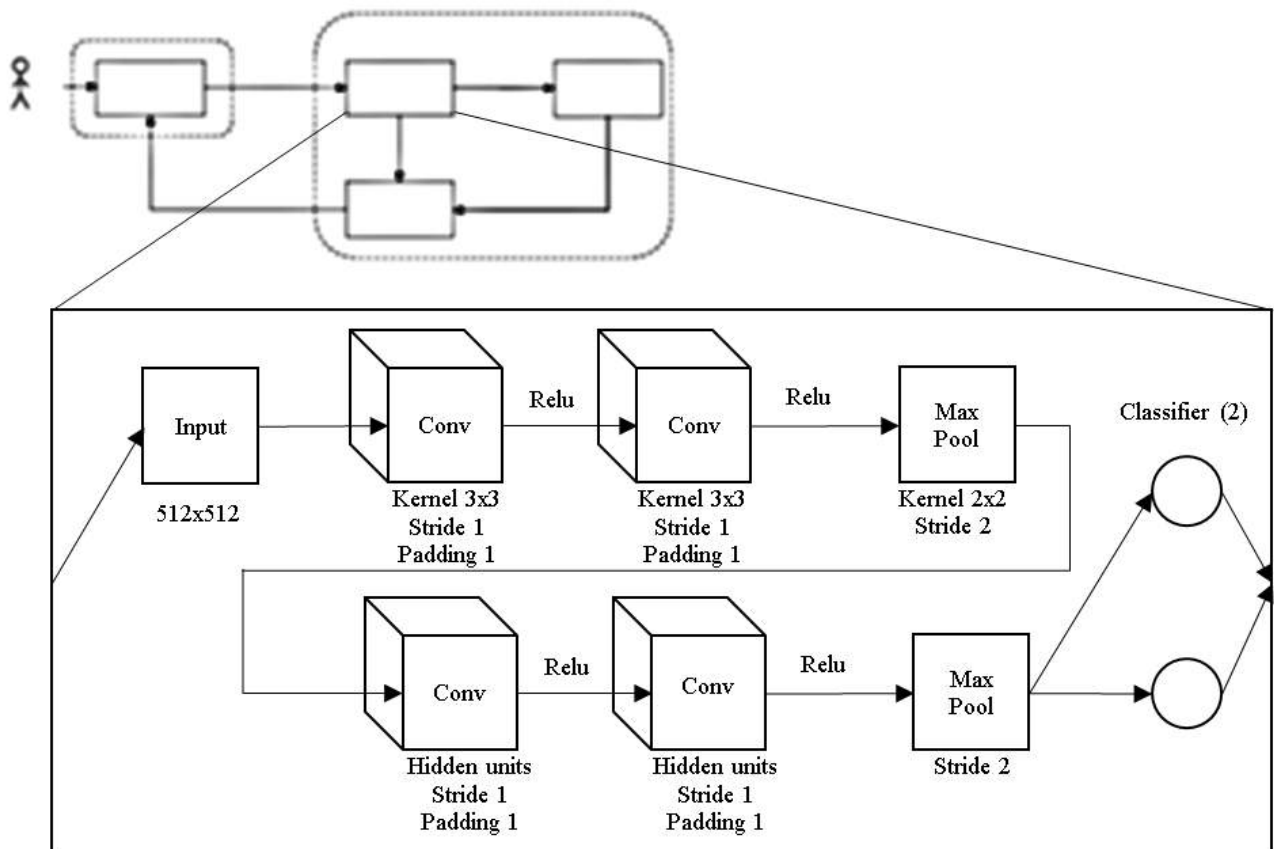 Input
512x512
Conv
Kernel 3x3
Stride 1
Padding 1
Relu
Conv
Kernel 3x3
Stride 1
Padding 1
Relu
Max
Pool
Kernel 2x2
Stride 2
Classifier (2)
Conv
Hidden units
Stride 1
Padding 1
Relu
Conv
Hidden units
Stride 1
Padding 1
Relu
Max
Pool
Stride 2